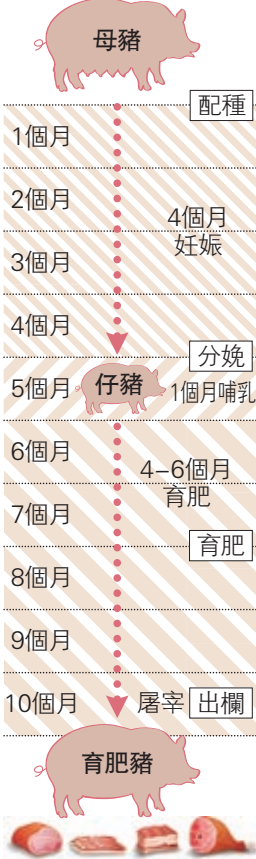 母豬
配種
1個月
2個月
4個月
妊娠
3個月
4個月
分娩
5個月
仔豬
1個月哺乳
6個月
4–6個月
育肥
7個月
育肥
8個月
9個月
10個月
屠宰
出欄
育肥豬